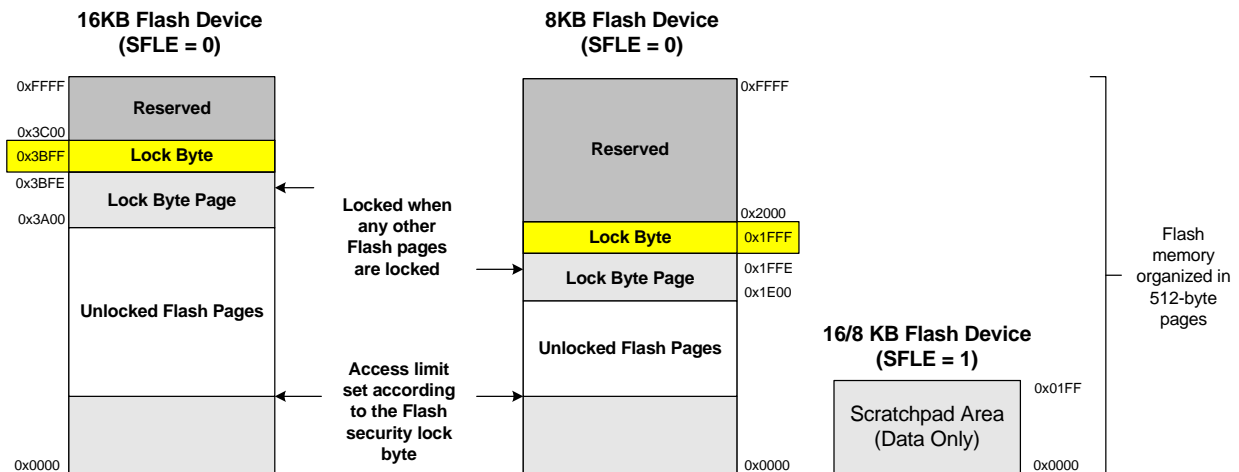 16KB Flash Device
(SFLE = 0)
0xFFFF
Reserved
0x3C00
0x3BFF
Lock Byte
0x3BFE
Lock Byte Page
0x3A00
Unlocked Flash Pages
0x0000
Locked when
any other
Flash pages
are locked
Access limit
set according
to the Flash
security lock
byte
8KB Flash Device
(SFLE = 0)
0xFFFF
Reserved
0x2000
Lock Byte
0x1FFF
0x1FFE
Lock Byte Page
0x1E00
Unlocked Flash Pages
0x0000
16/8 KB Flash Device
(SFLE = 1)
0x01FF
Scratchpad Area
(Data Only)
0x0000
Flash
memory
organized in
512-byte
pages